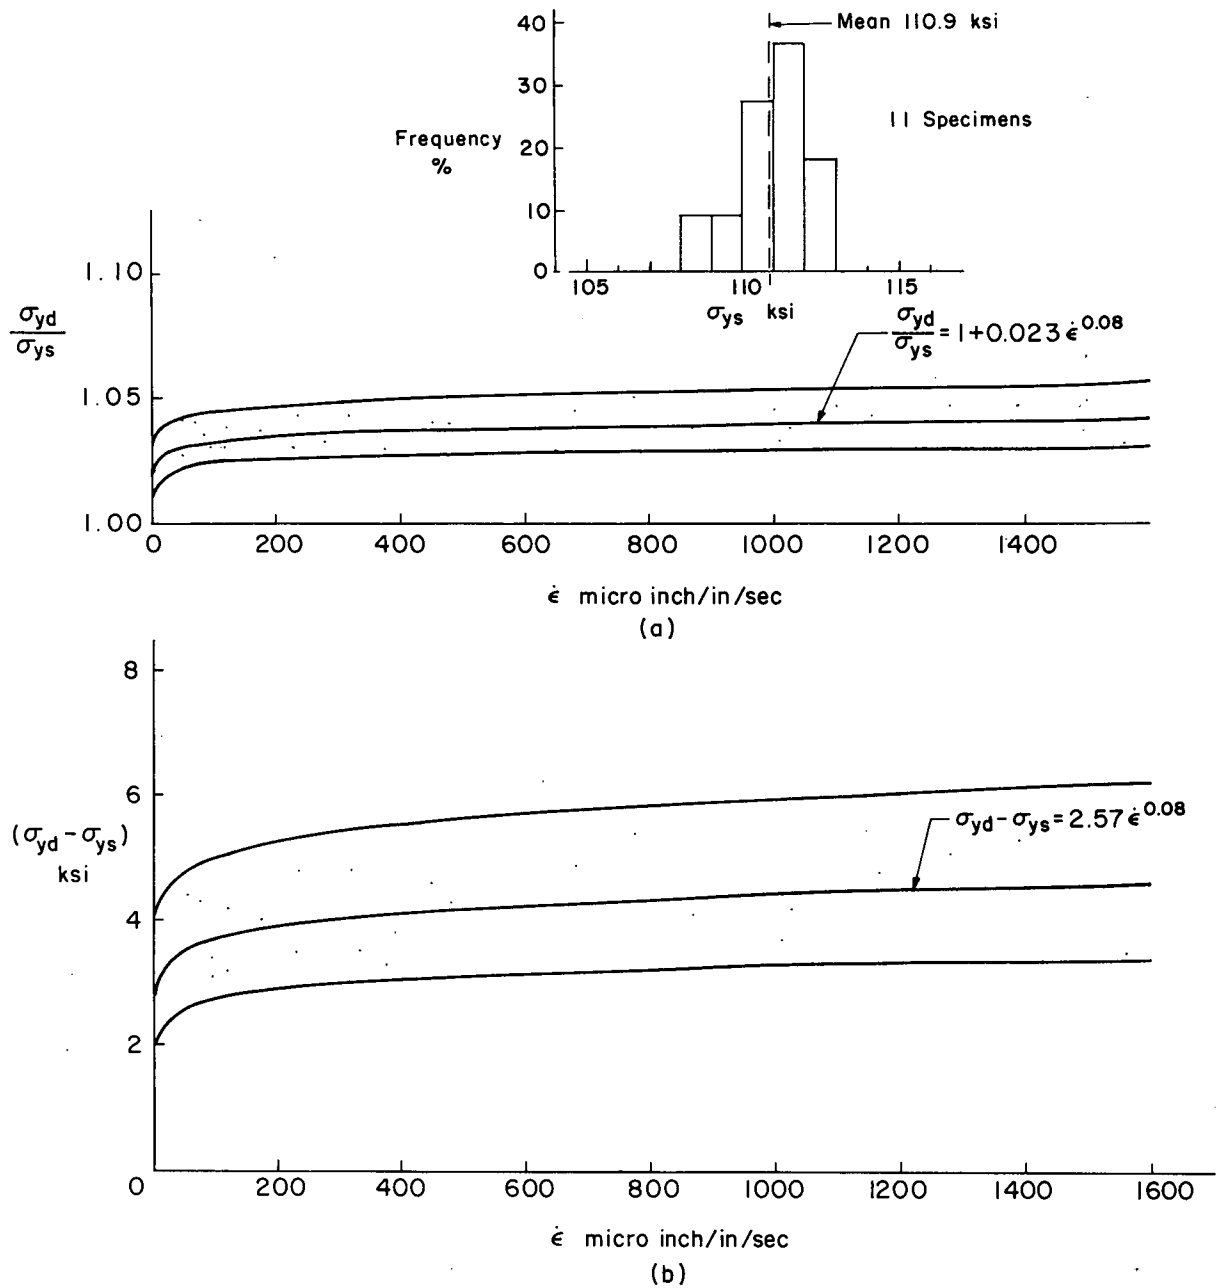 40
Mean 110.9 ksi
30
Frequency
%
11 Specimens
20
10
0
105
110
115
σys ksi
1.10
σyd/σys
σyd/σys = 1+0.023 ε̇^0.08
1.05
1.00
0
200
400
600
800
1000
1200
1400
ε̇ micro inch/in/sec
(a)
8
6
σyd - σys = 2.57 ε̇^0.08
(σyd - σys)
ksi
4
2
0
200
400
600
800
1000
1200
1400
1600
ε̇ micro inch/in/sec
(b)